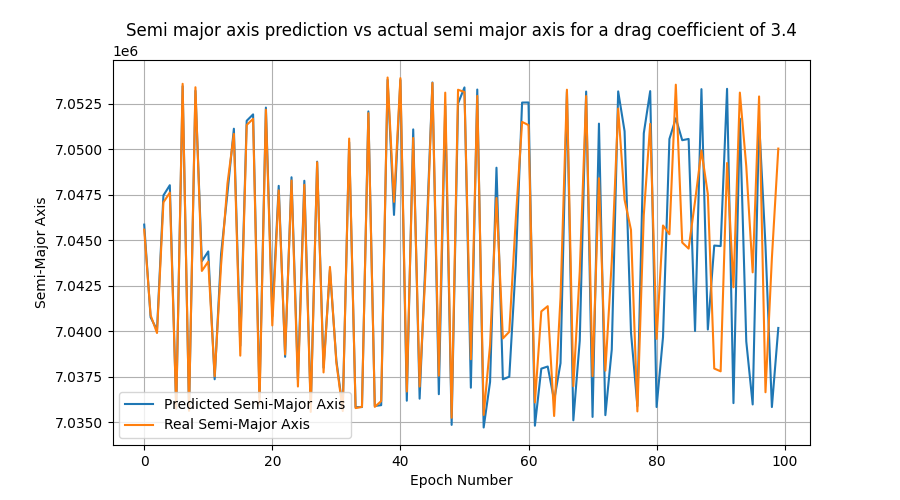 Semi major axis prediction vs actual semi major axis for a drag coefficient of 3.4
1e6
7.0525
7.0500
7.0475
7.0450
7.0425
7.0400
7.0375
7.0350
Semi-Major Axis
Predicted Semi-Major Axis
Real Semi-Major Axis
0 20 40 60 80 100
Epoch Number